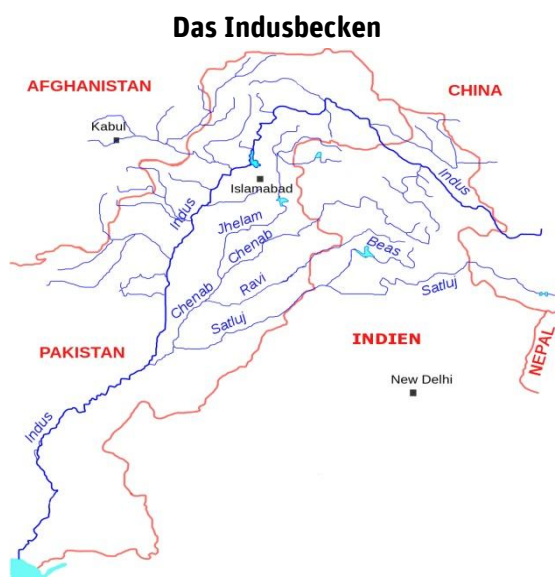 Das Indusbecken
AFGHANISTAN
CHINA
Kabul
Indus
Islamabad
Indus
Jhelam
Chenab
Beas
Chenab
Ravi
Satluj
Satluj
INDIEN
PAKISTAN
NEPAL
New Delhi
Indus